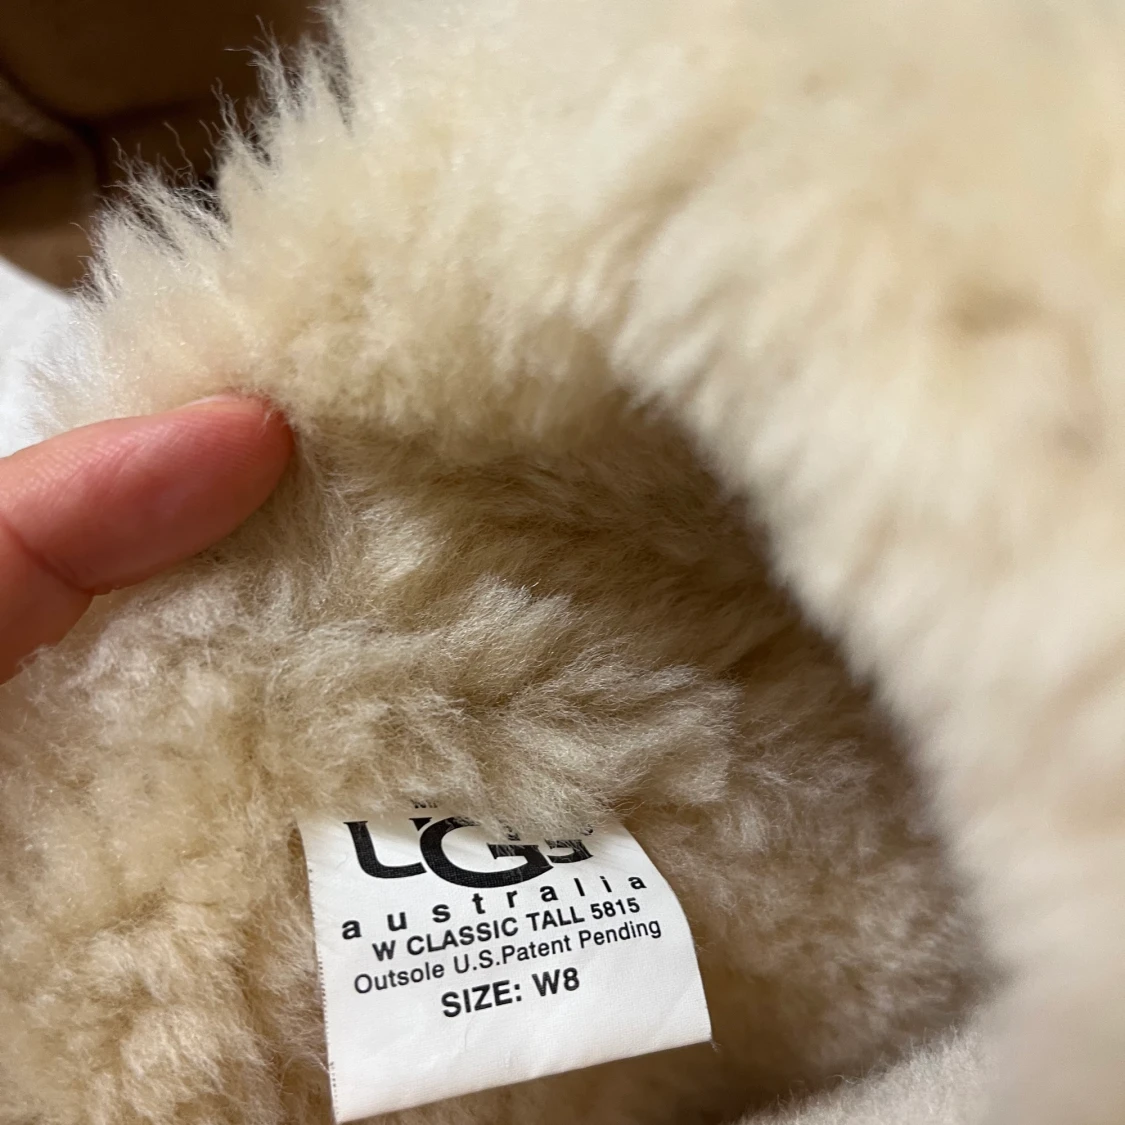 UGG
australia
W CLASSIC TALL 5815
Outsole U.S.Patent Pending
SIZE: W8